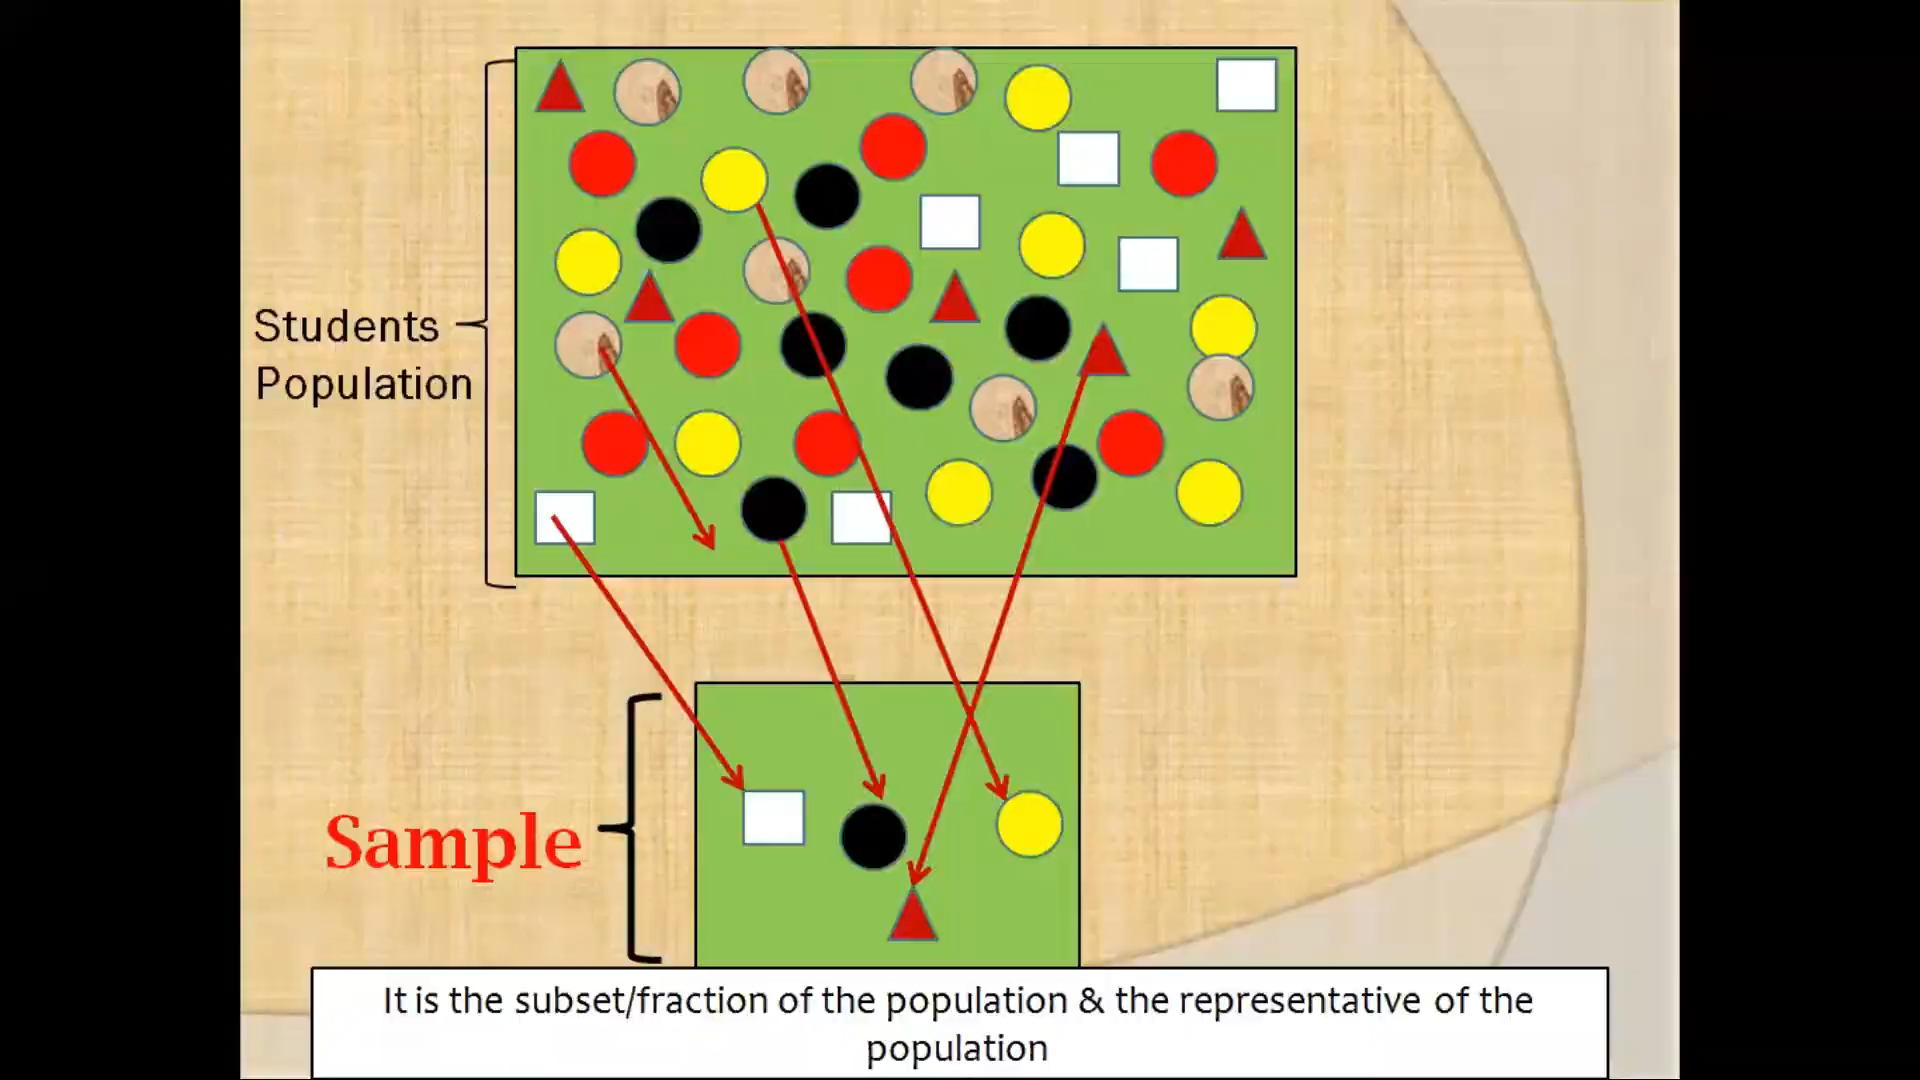 Students
Population
Sample
It is the subset/fraction of the population & the representative of the
population